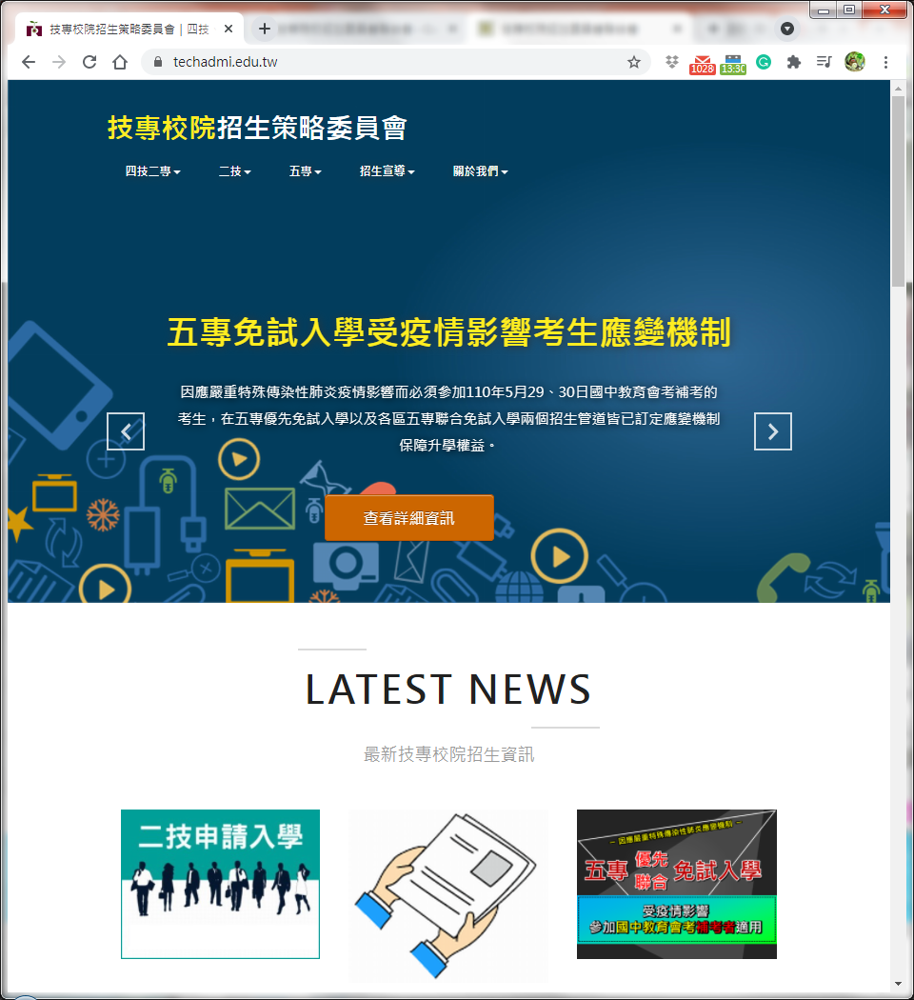 技專校院招生策略委員會 | 四技
techadmi.edu.tw
1028
13:30
技專校院招生策略委員會
四技二專 二技 五專 招生宣導 關於我們
五專免試入學受疫情影響考生應變機制
因應嚴重特殊傳染性肺炎疫情影響而必須參加110年5月29、30日國中教育會考補考的
考生，在五專優先免試入學以及各區五專聯合免試入學兩個招生管道皆已訂定應變機制
保障升學權益。
查看詳細資訊
LATEST NEWS
最新技專校院招生資訊
二技申請入學
－因應嚴重特殊傳染性肺炎應變機制－
五專 優先 聯合 免試入學
受疫情影響
參加國中教育會考補考者適用